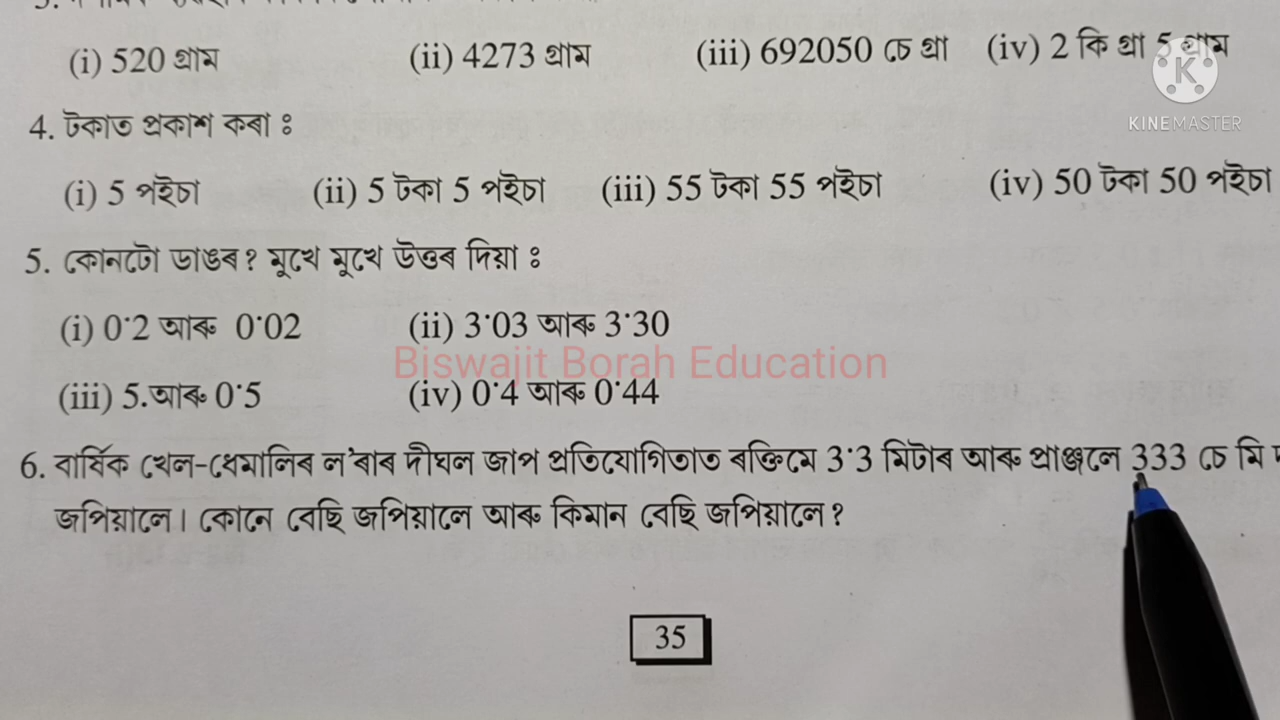 (i) 520 গ্ৰাম (ii) 4273 গ্ৰাম (iii) 692050 চে গ্ৰা (iv) 2 কি গ্ৰা 5 গ্ৰাম
KINEMASTER
4. টকাত প্ৰকাশ কৰা ঃ
(i) 5 পইচা (ii) 5 টকা 5 পইচা (iii) 55 টকা 55 পইচা (iv) 50 টকা 50 পইচা
5. কোনটো ডাঙৰ? মুখে মুখে উত্তৰ দিয়া ঃ
(i) 0·2 আৰু 0·02 (ii) 3·03 আৰু 3·30
Biswajit Borah Education
(iii) 5.আৰু 0·5 (iv) 0·4 আৰু 0·44
6. বাৰ্ষিক খেল-ধেমালিৰ ল'ৰাৰ দীঘল জাপ প্ৰতিযোগিতাত ৰক্তিমে 3·3 মিটাৰ আৰু প্ৰাঞ্জলে 333 চে মি
জপিয়ালে। কোনে বেছি জপিয়ালে আৰু কিমান বেছি জপিয়ালে?
35